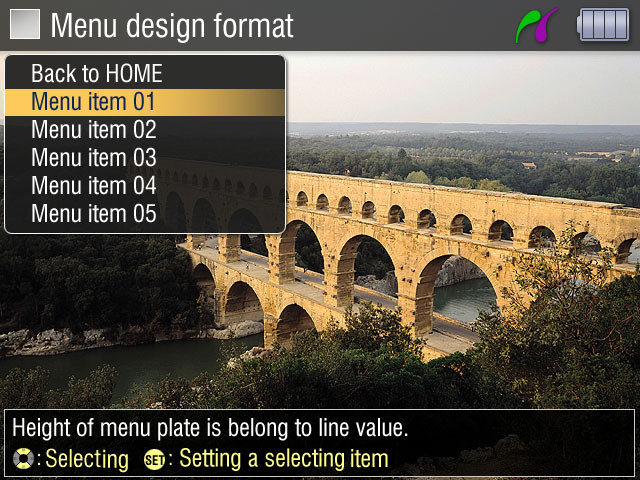 Menu design format
Back to HOME
Menu item 01
Menu item 02
Menu item 03
Menu item 04
Menu item 05
Height of menu plate is belong to line value.
: Selecting SET : Setting a selecting item